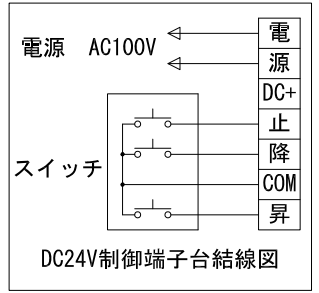 電源 AC100V
電
源
DC+
止
降
COM
昇
スイッチ
DC24V制御端子台結線図